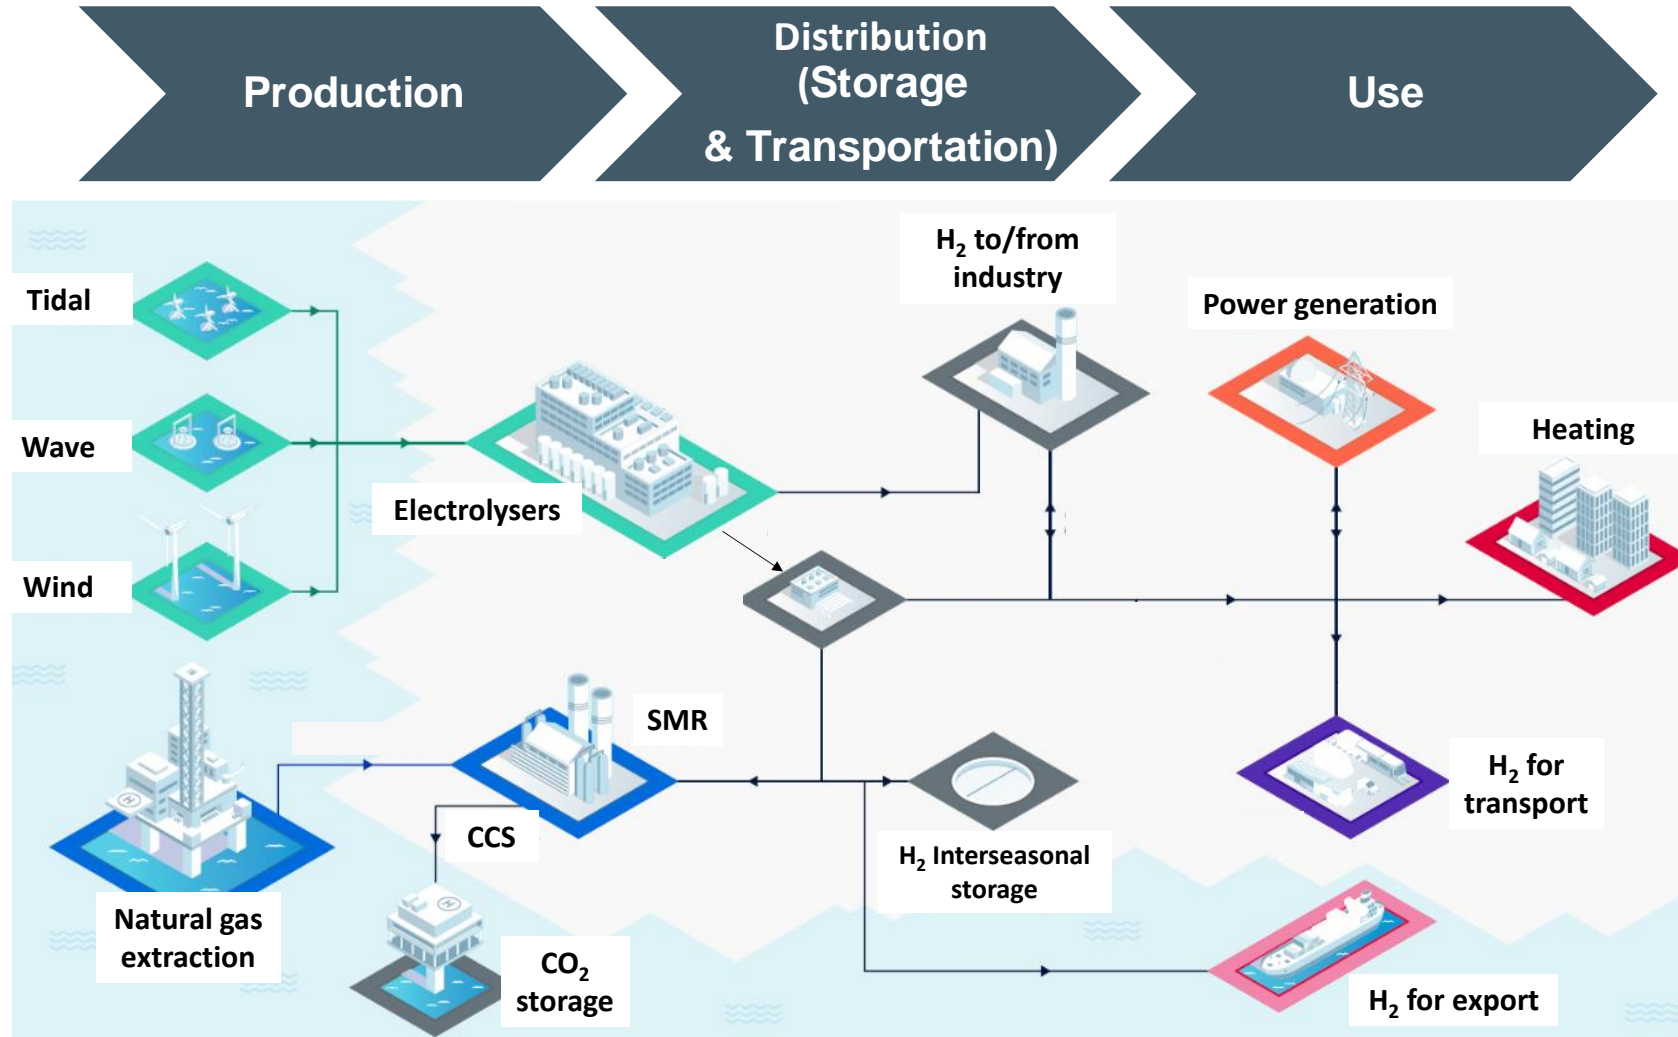 Production
Distribution
(Storage
& Transportation)
Use
H₂ to/from
industry
Tidal
Power generation
Wave
Heating
Electrolysers
Wind
SMR
H₂ for
transport
CCS
H₂ Interseasonal
storage
Natural gas
extraction
CO₂
storage
H₂ for export
H
H